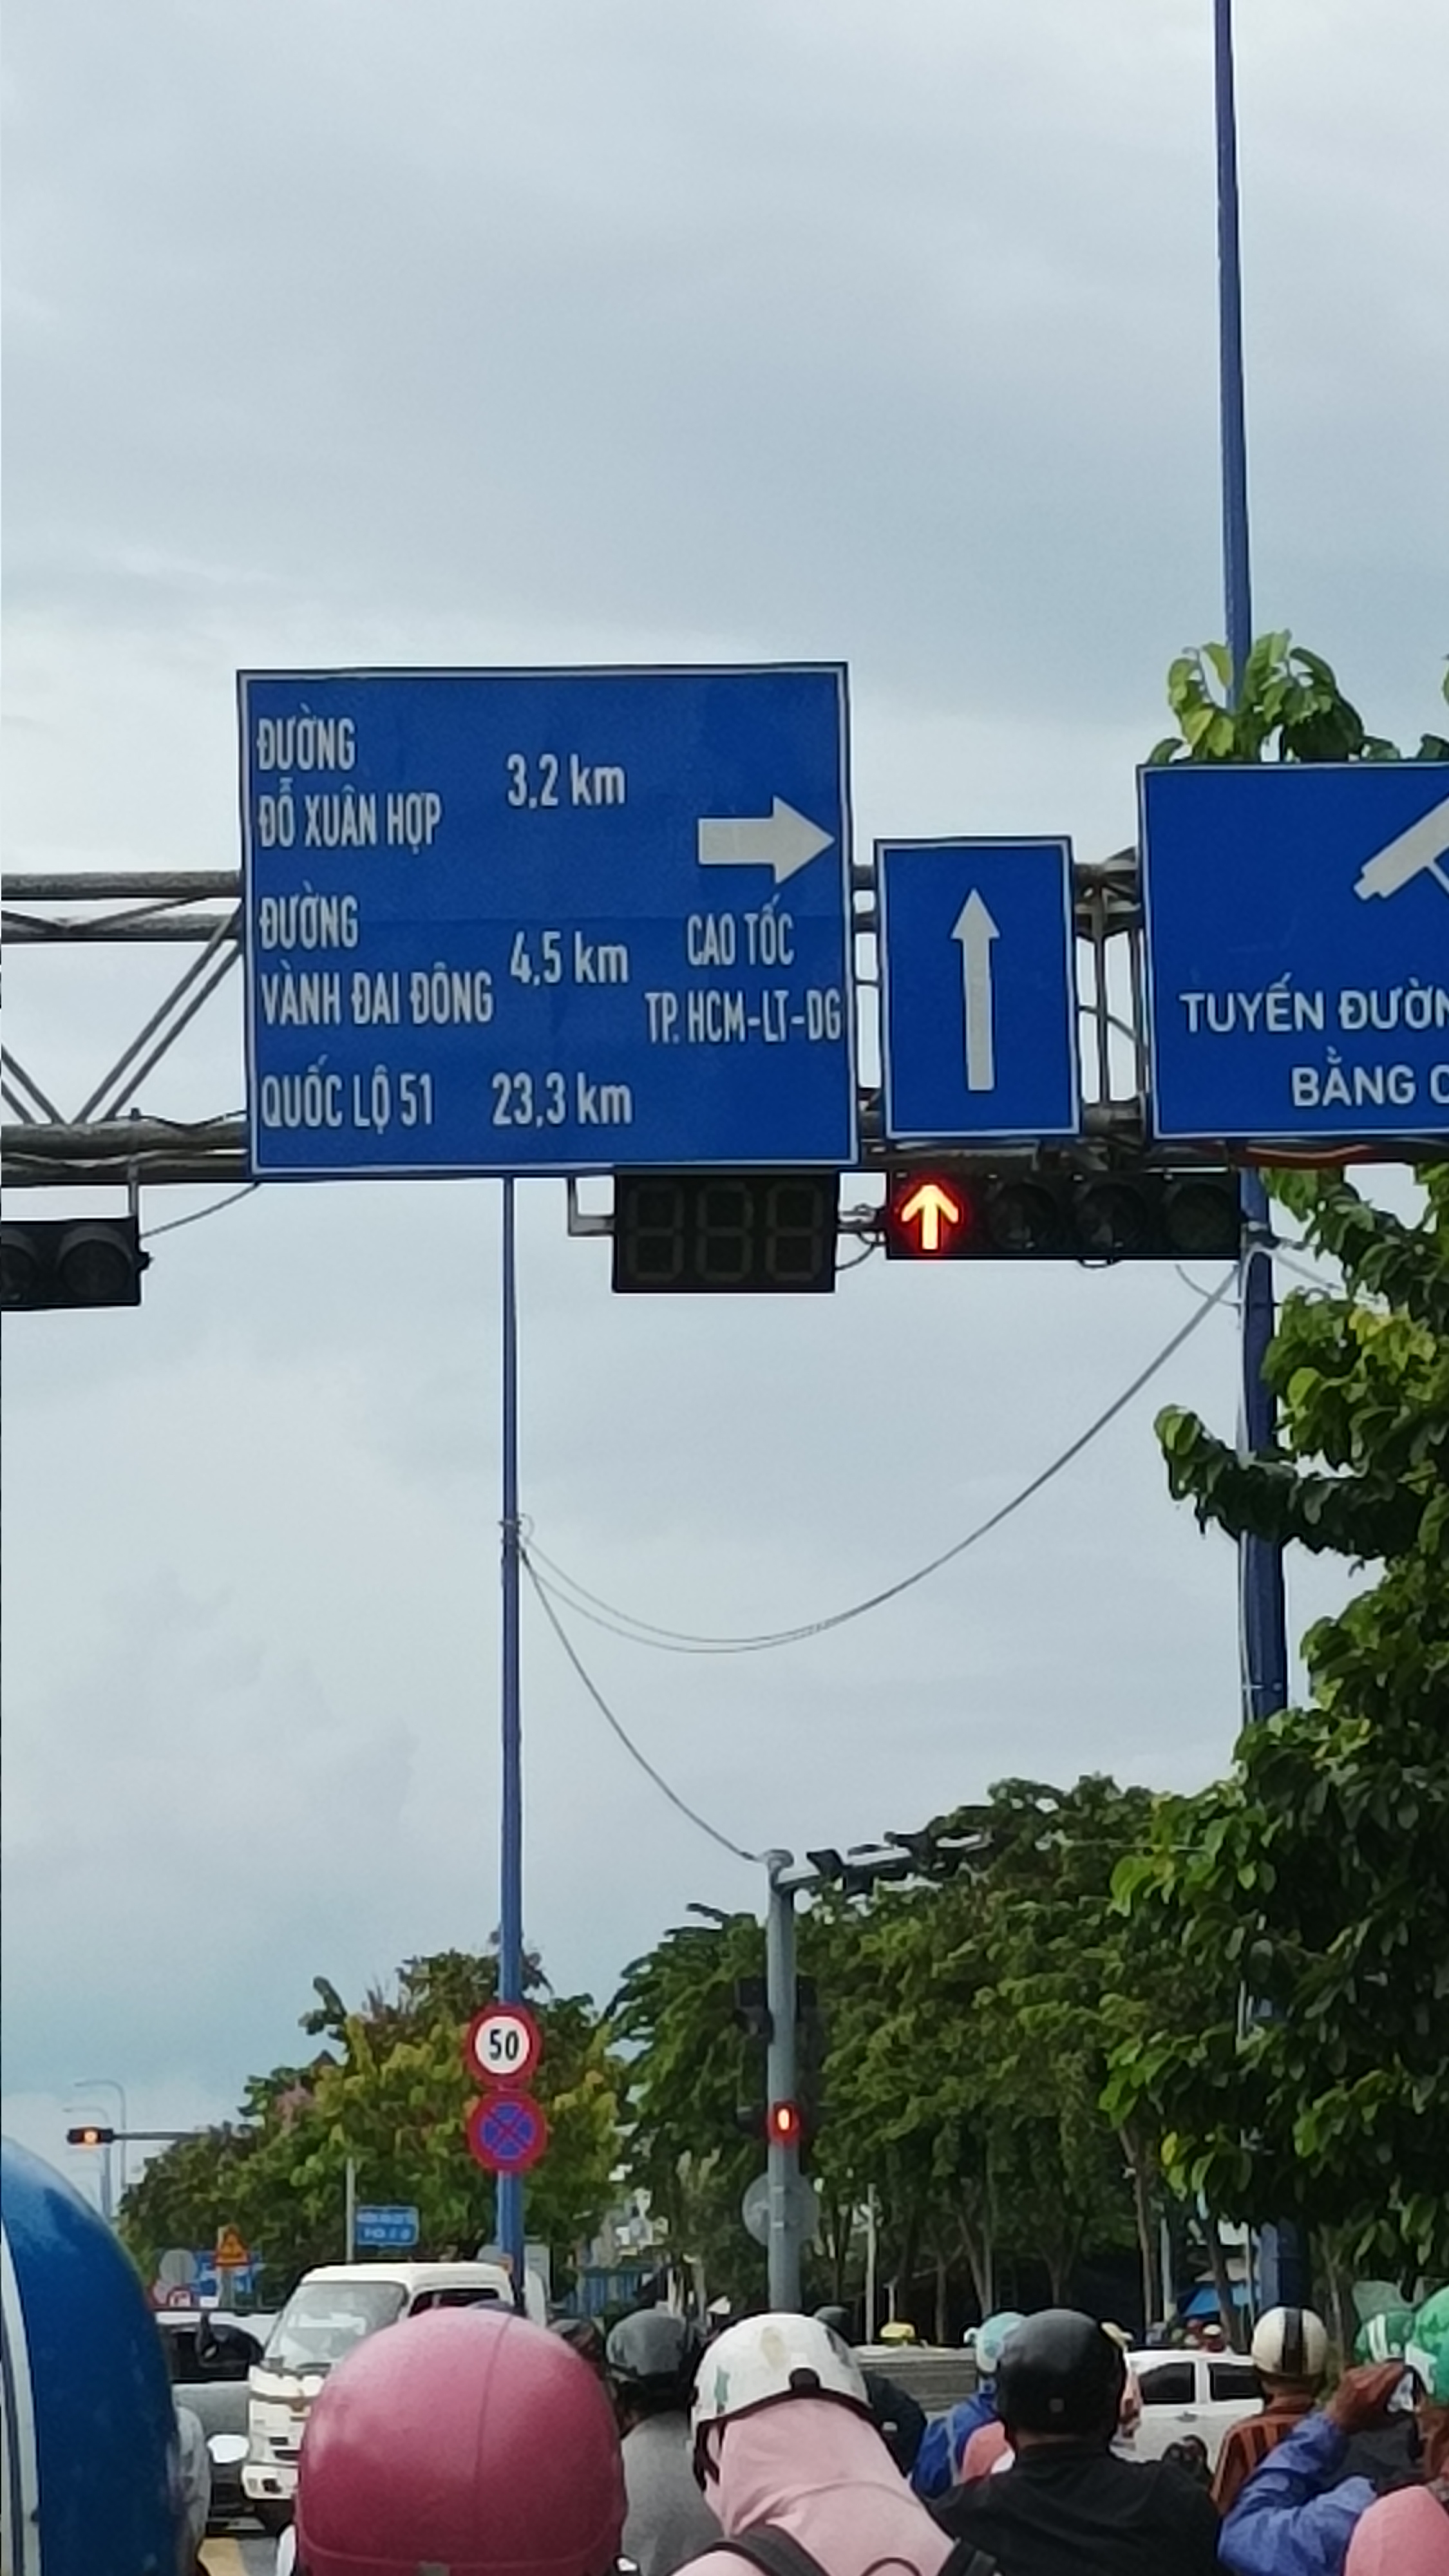 ĐƯỜNG
ĐỖ XUÂN HỢP 3,2 km
ĐƯỜNG
VÀNH ĐAI ĐÔNG 4,5 km
QUỐC LỘ 51 23,3 km
CAO TỐC
TP. HCM-LT-DG
TUYẾN ĐƯỜN
BẰNG C
50